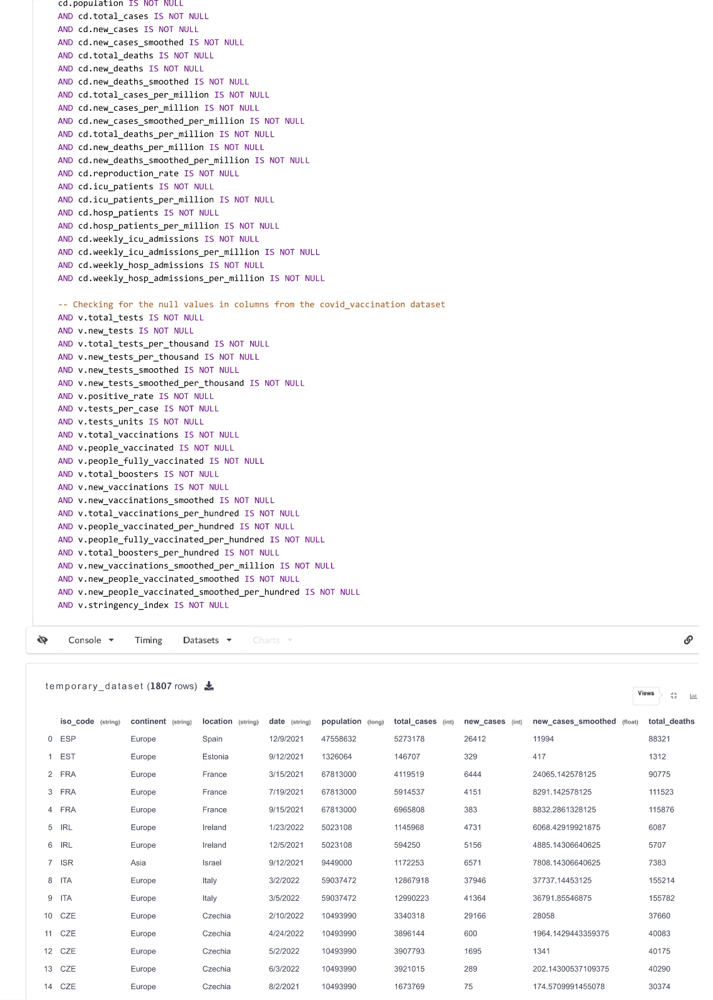 cd.population IS NOT NULL
AND cd.total_cases IS NOT NULL
AND cd.new_cases IS NOT NULL
AND cd.new_cases_smoothed IS NOT NULL
AND cd.total_deaths IS NOT NULL
AND cd.new_deaths IS NOT NULL
AND cd.new_deaths_smoothed IS NOT NULL
AND cd.total_cases_per_million IS NOT NULL
AND cd.new_cases_per_million IS NOT NULL
AND cd.new_cases_smoothed_per_million IS NOT NULL
AND cd.total_deaths_per_million IS NOT NULL
AND cd.new_deaths_per_million IS NOT NULL
AND cd.new_deaths_smoothed_per_million IS NOT NULL
AND cd.reproduction_rate IS NOT NULL
AND cd.icu_patients IS NOT NULL
AND cd.icu_patients_per_million IS NOT NULL
AND cd.hosp_patients IS NOT NULL
AND cd.hosp_patients_per_million IS NOT NULL
AND cd.weekly_icu_admissions IS NOT NULL
AND cd.weekly_icu_admissions_per_million IS NOT NULL
AND cd.weekly_hosp_admissions IS NOT NULL
AND cd.weekly_hosp_admissions_per_million IS NOT NULL
-- Checking for the null values in columns from the covid_vaccination dataset
AND v.total_tests IS NOT NULL
AND v.new_tests IS NOT NULL
AND v.total_tests_per_thousand IS NOT NULL
AND v.new_tests_per_thousand IS NOT NULL
AND v.new_tests_smoothed IS NOT NULL
AND v.new_tests_smoothed_per_thousand IS NOT NULL
AND v.positive_rate IS NOT NULL
AND v.tests_per_case IS NOT NULL
AND v.tests_units IS NOT NULL
AND v.total_vaccinations IS NOT NULL
AND v.people_vaccinated IS NOT NULL
AND v.people_fully_vaccinated IS NOT NULL
AND v.total_boosters IS NOT NULL
AND v.new_vaccinations IS NOT NULL
AND v.new_vaccinations_smoothed IS NOT NULL
AND v.total_vaccinations_per_hundred IS NOT NULL
AND v.people_vaccinated_per_hundred IS NOT NULL
AND v.people_fully_vaccinated_per_hundred IS NOT NULL
AND v.total_boosters_per_hundred IS NOT NULL
AND v.new_vaccinations_smoothed_per_million IS NOT NULL
AND v.new_people_vaccinated_smoothed IS NOT NULL
AND v.new_people_vaccinated_smoothed_per_hundred IS NOT NULL
AND v.stringency_index IS NOT NULL
Console Timing Datasets Charts
temporary_dataset (1807 rows)
Views
iso_code (string) continent (string) location (string) date (string) population (long) total_cases (int) new_cases (int) new_cases_smoothed (float) total_deaths
0 ESP Europe Spain 12/9/2021 47558632 5273178 26412 11994 88321
1 EST Europe Estonia 9/12/2021 1326064 146707 329 417 1312
2 FRA Europe France 3/15/2021 67813000 4119519 6444 24065.142578125 90775
3 FRA Europe France 7/19/2021 67813000 5914537 4151 8291.142578125 111523
4 FRA Europe France 9/15/2021 67813000 6965808 383 8832.2861328125 115876
5 IRL Europe Ireland 1/23/2022 5023108 1145968 4731 6068.42919921875 6087
6 IRL Europe Ireland 12/5/2021 5023108 594250 5156 4885.14306640625 5707
7 ISR Asia Israel 9/12/2021 9449000 1172253 6571 7808.14306640625 7383
8 ITA Europe Italy 3/2/2022 59037472 12867918 37946 37737.14453125 155214
9 ITA Europe Italy 3/5/2022 59037472 12990223 41364 36791.85546875 155782
10 CZE Europe Czechia 2/10/2022 10493990 3340318 29166 28058 37660
11 CZE Europe Czechia 4/24/2022 10493990 3896144 600 1964.1429443359375 40083
12 CZE Europe Czechia 5/2/2022 10493990 3907793 1695 1341 40175
13 CZE Europe Czechia 6/3/2022 10493990 3921015 289 202.14300537109375 40290
14 CZE Europe Czechia 8/2/2021 10493990 1673769 75 174.5709991455078 30374